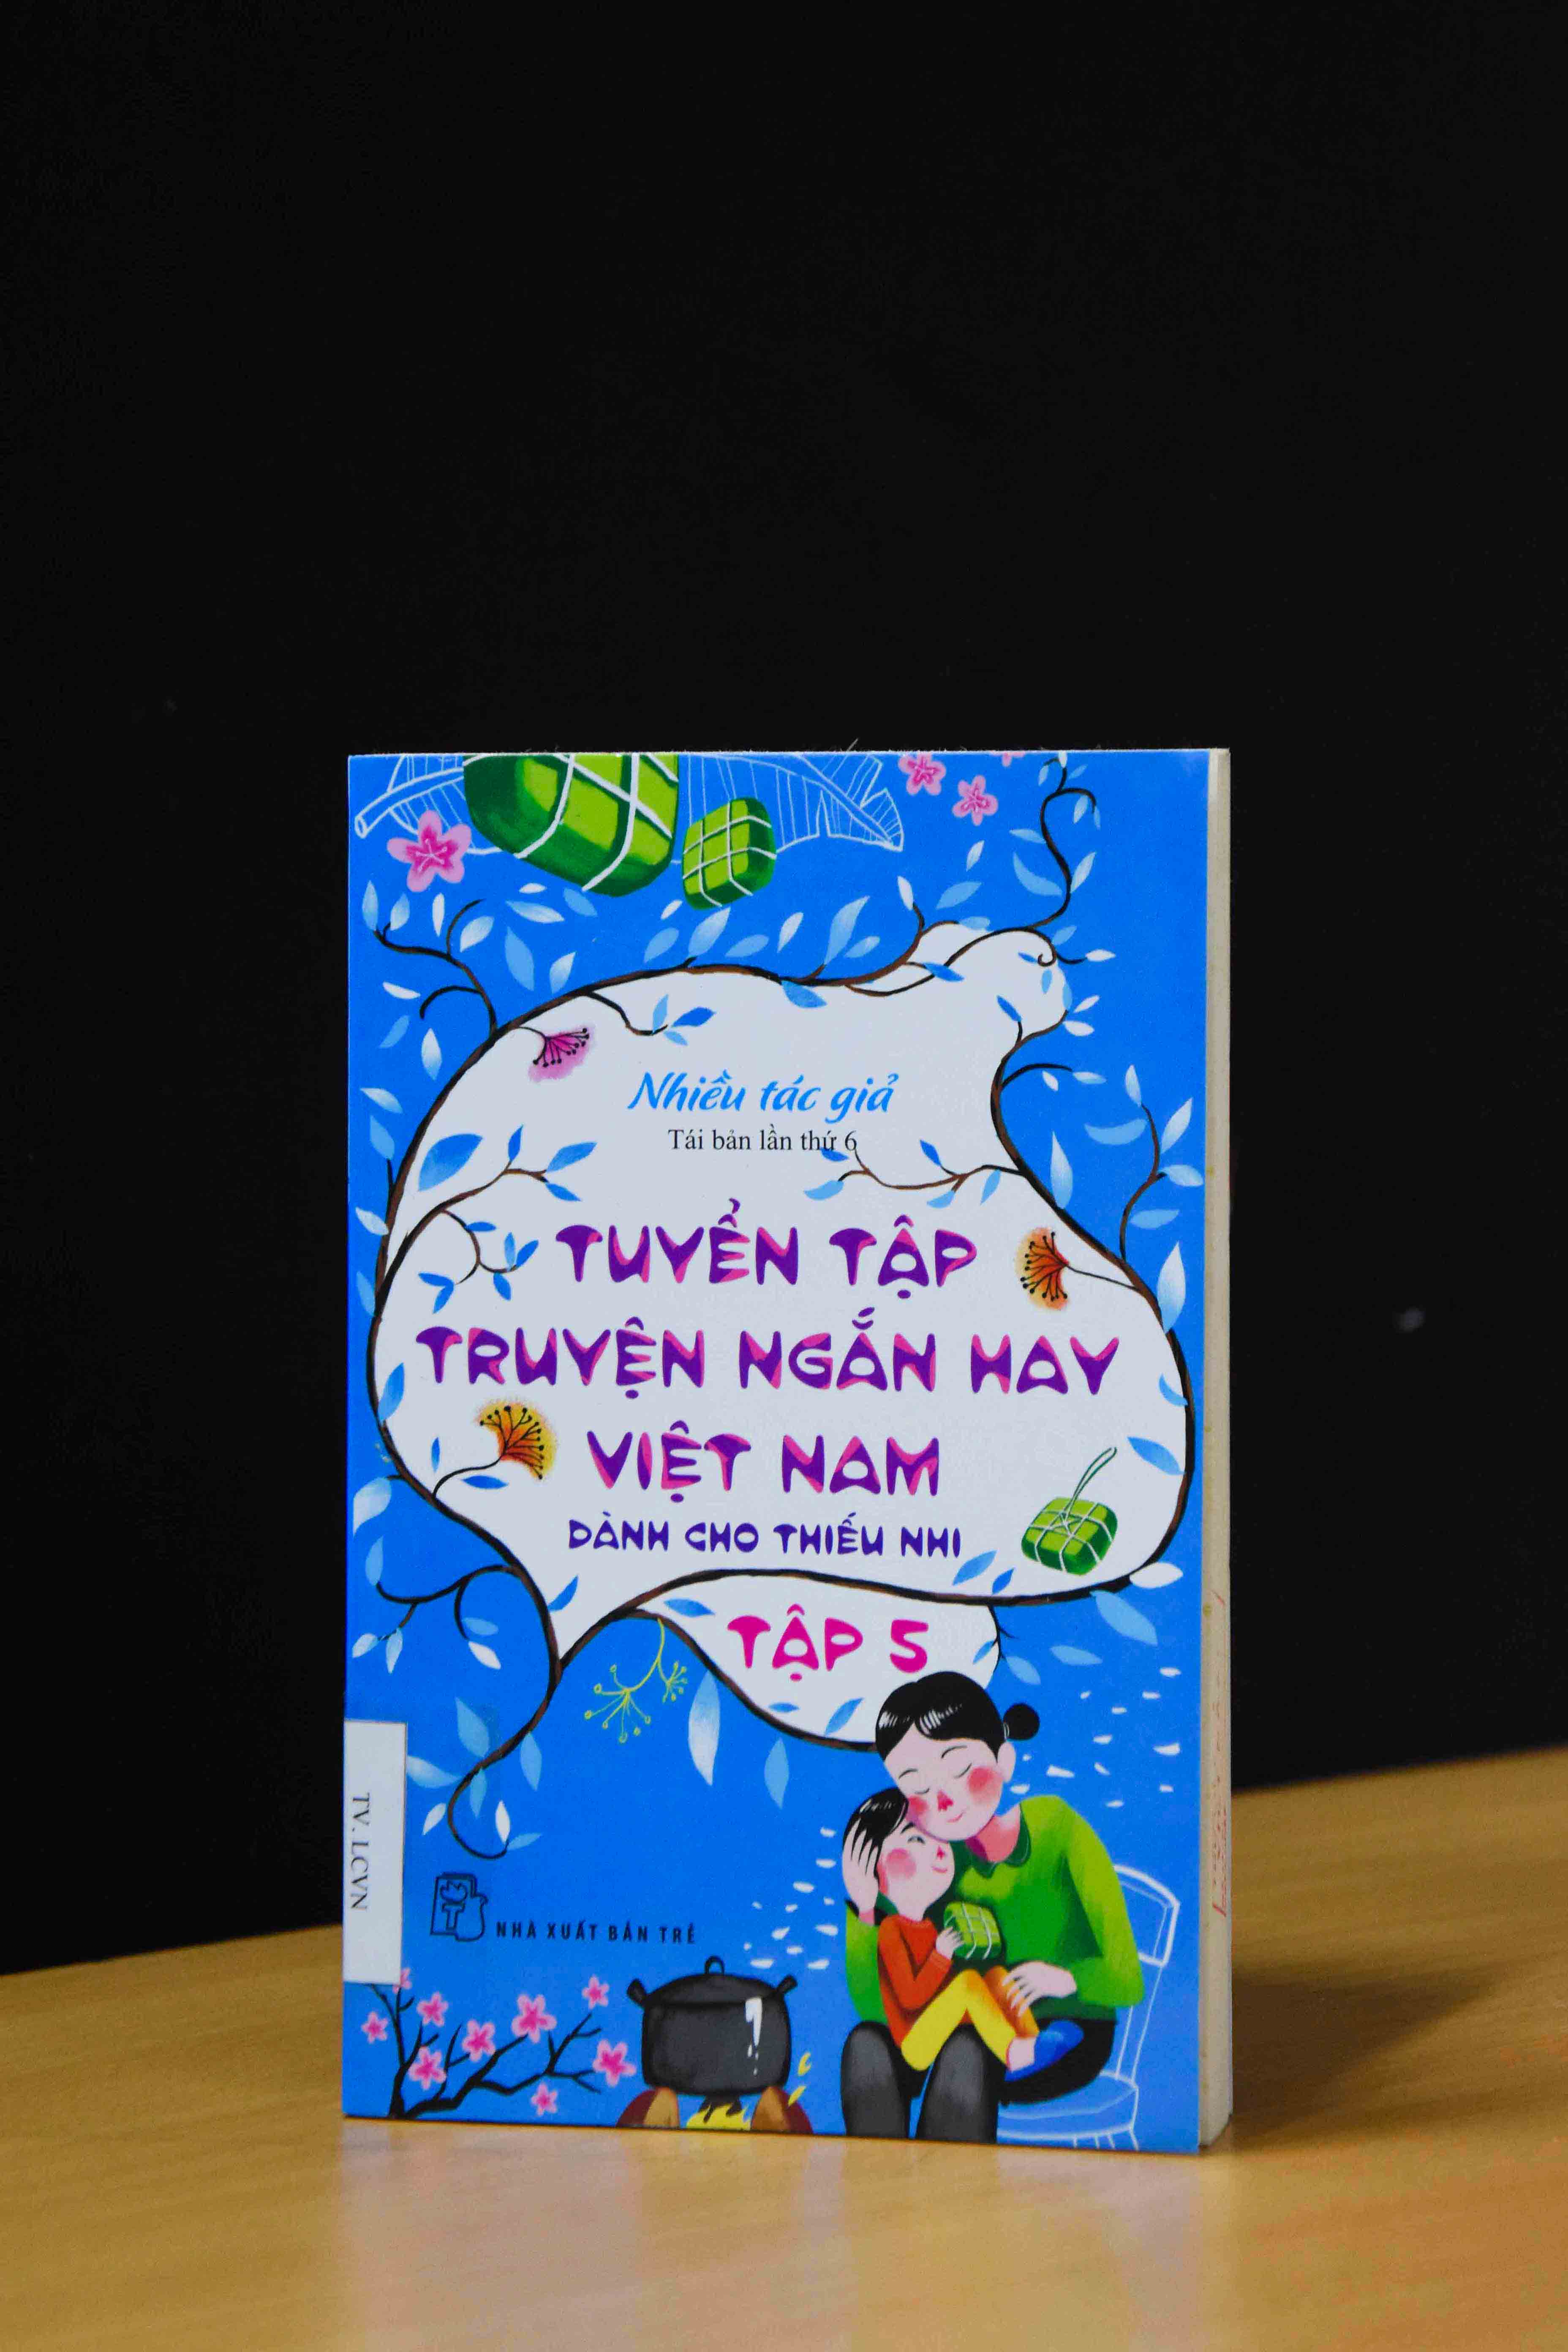 Nhiều tác giả
Tái bản lần thứ 6
TUYỂN TẬP
TRUYỆN NGẮN HAY
VIỆT NAM
DÀNH CHO THIẾU NHI
TẬP 5
TV. LCVN
NHÀ XUẤT BẢN TRẺ